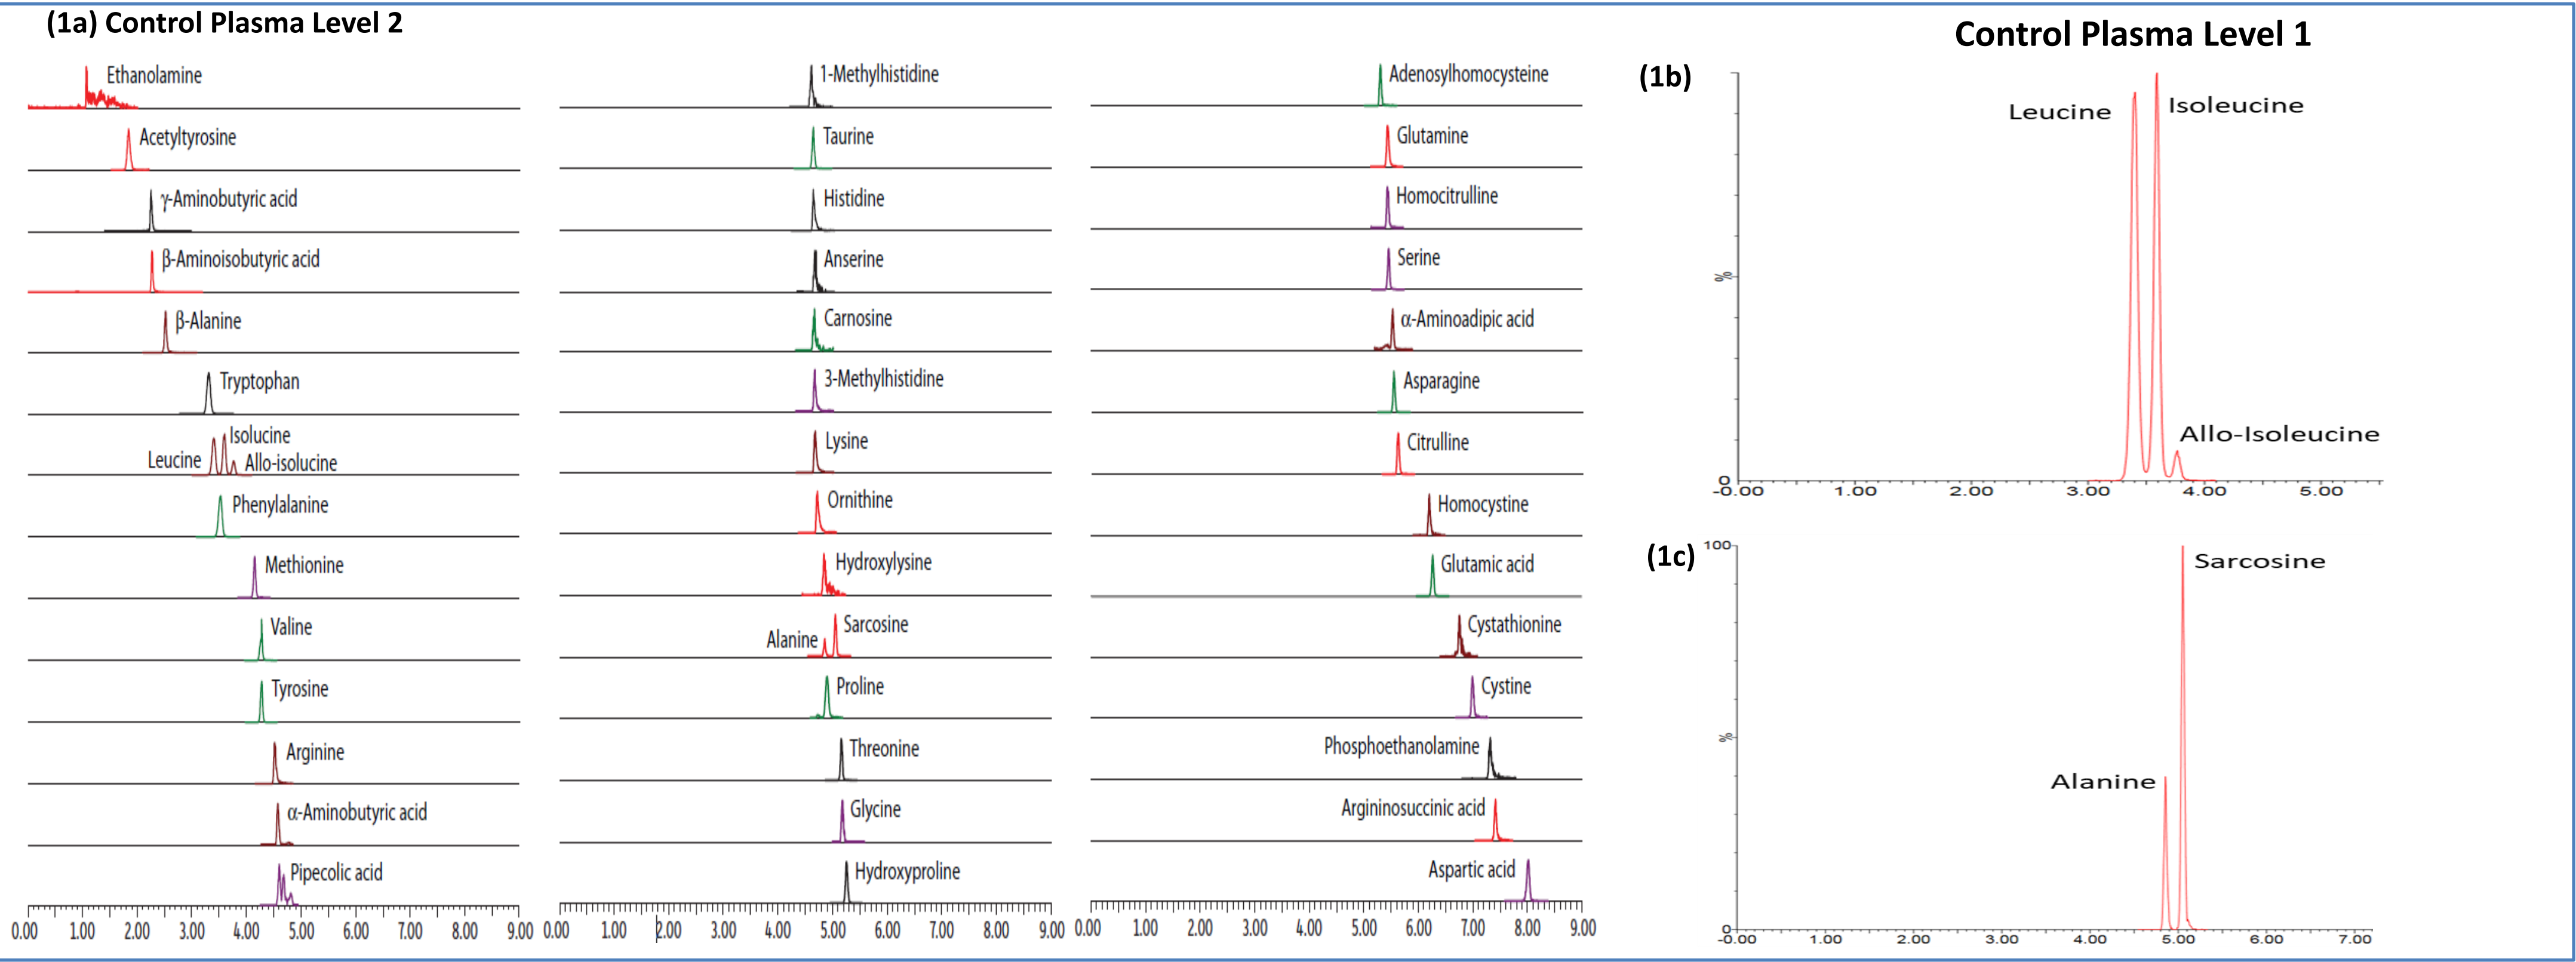 (1a) Control Plasma Level 2
Ethanolamine
Acetyltyrosine
γ-Aminobutyric acid
β-Aminoisobutyric acid
β-Alanine
Tryptophan
Isolucine
Leucine
Allo-isolucine
Phenylalanine
Methionine
Valine
Tyrosine
Arginine
α-Aminobutyric acid
Pipecolic acid
0.00 1.00 2.00 3.00 4.00 5.00 6.00 7.00 8.00 9.00
1-Methylhistidine
Taurine
Histidine
Anserine
Carnosine
3-Methylhistidine
Lysine
Ornithine
Hydroxylysine
Sarcosine
Alanine
Proline
Threonine
Glycine
Hydroxyproline
0.00 1.00 2.00 3.00 4.00 5.00 6.00 7.00 8.00 9.00
Adenosylhomocysteine
Glutamine
Homocitrulline
Serine
α-Aminoadipic acid
Asparagine
Citrulline
Homocystine
Glutamic acid
Cystathionine
Cystine
Phosphoethanolamine
Argininosuccinic acid
Aspartic acid
0.00 1.00 2.00 3.00 4.00 5.00 6.00 7.00 8.00 9.00
Control Plasma Level 1
(1b)
Leucine
Isoleucine
%
Allo-Isoleucine
0
-0.00 1.00 2.00 3.00 4.00 5.00
(1c)
100
Sarcosine
%
Alanine
0
-0.00 1.00 2.00 3.00 4.00 5.00 6.00 7.00